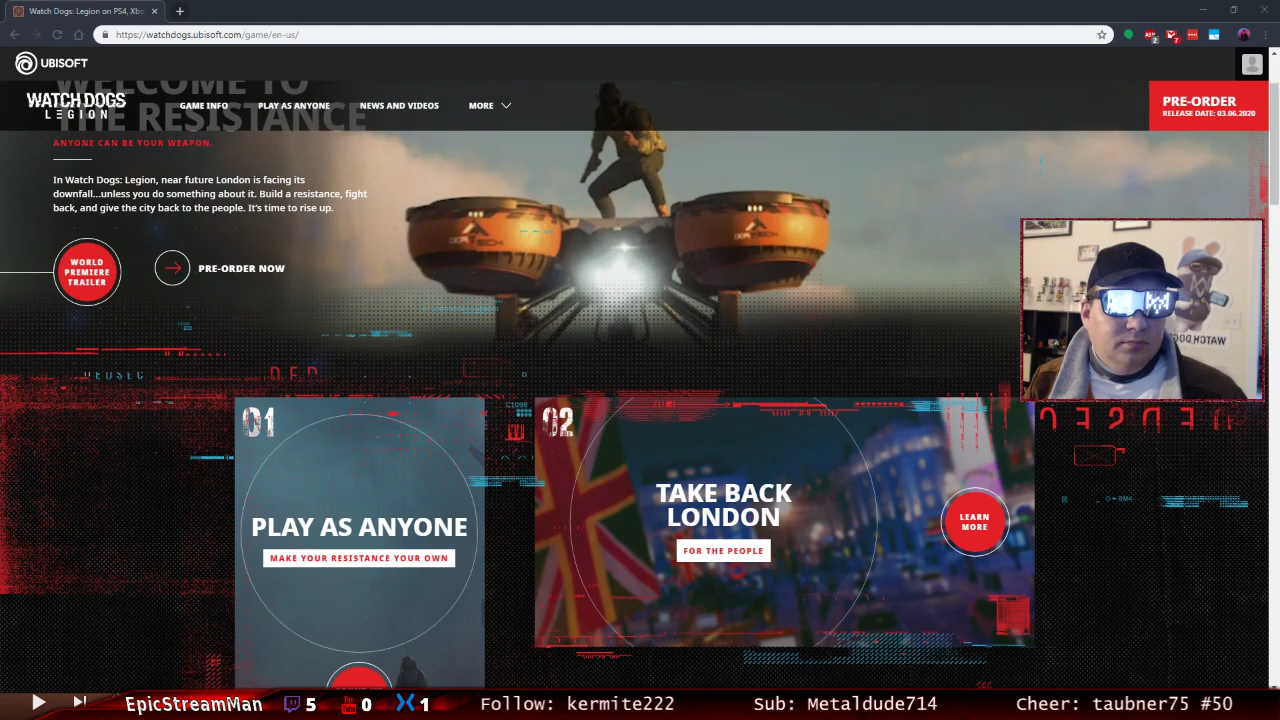 Watch Dogs: Legion on PS4, Xbo
https://watchdogs.ubisoft.com/game/en-us/
UBISOFT
WELCOME TO
THE RESISTANCE
WATCH DOGS
LEGION
GAME INFO
PLAY AS ANYONE
NEWS AND VIDEOS
MORE
PRE-ORDER
RELEASE DATE: 03.06.2020
ANYONE CAN BE YOUR WEAPON.
In Watch Dogs: Legion, near future London is facing its
downfall...unless you do something about it. Build a resistance, fight
back, and give the city back to the people. It's time to rise up.
WORLD
PREMIERE
TRAILER
PRE-ORDER NOW
WATCH DOG
01
PLAY AS ANYONE
MAKE YOUR RESISTANCE YOUR OWN
02
TAKE BACK
LONDON
FOR THE PEOPLE
LEARN
MORE
EpicStreamMan
5
You
0
1
Follow: kermite222
Sub: Metaldude714
Cheer: taubner75 #50